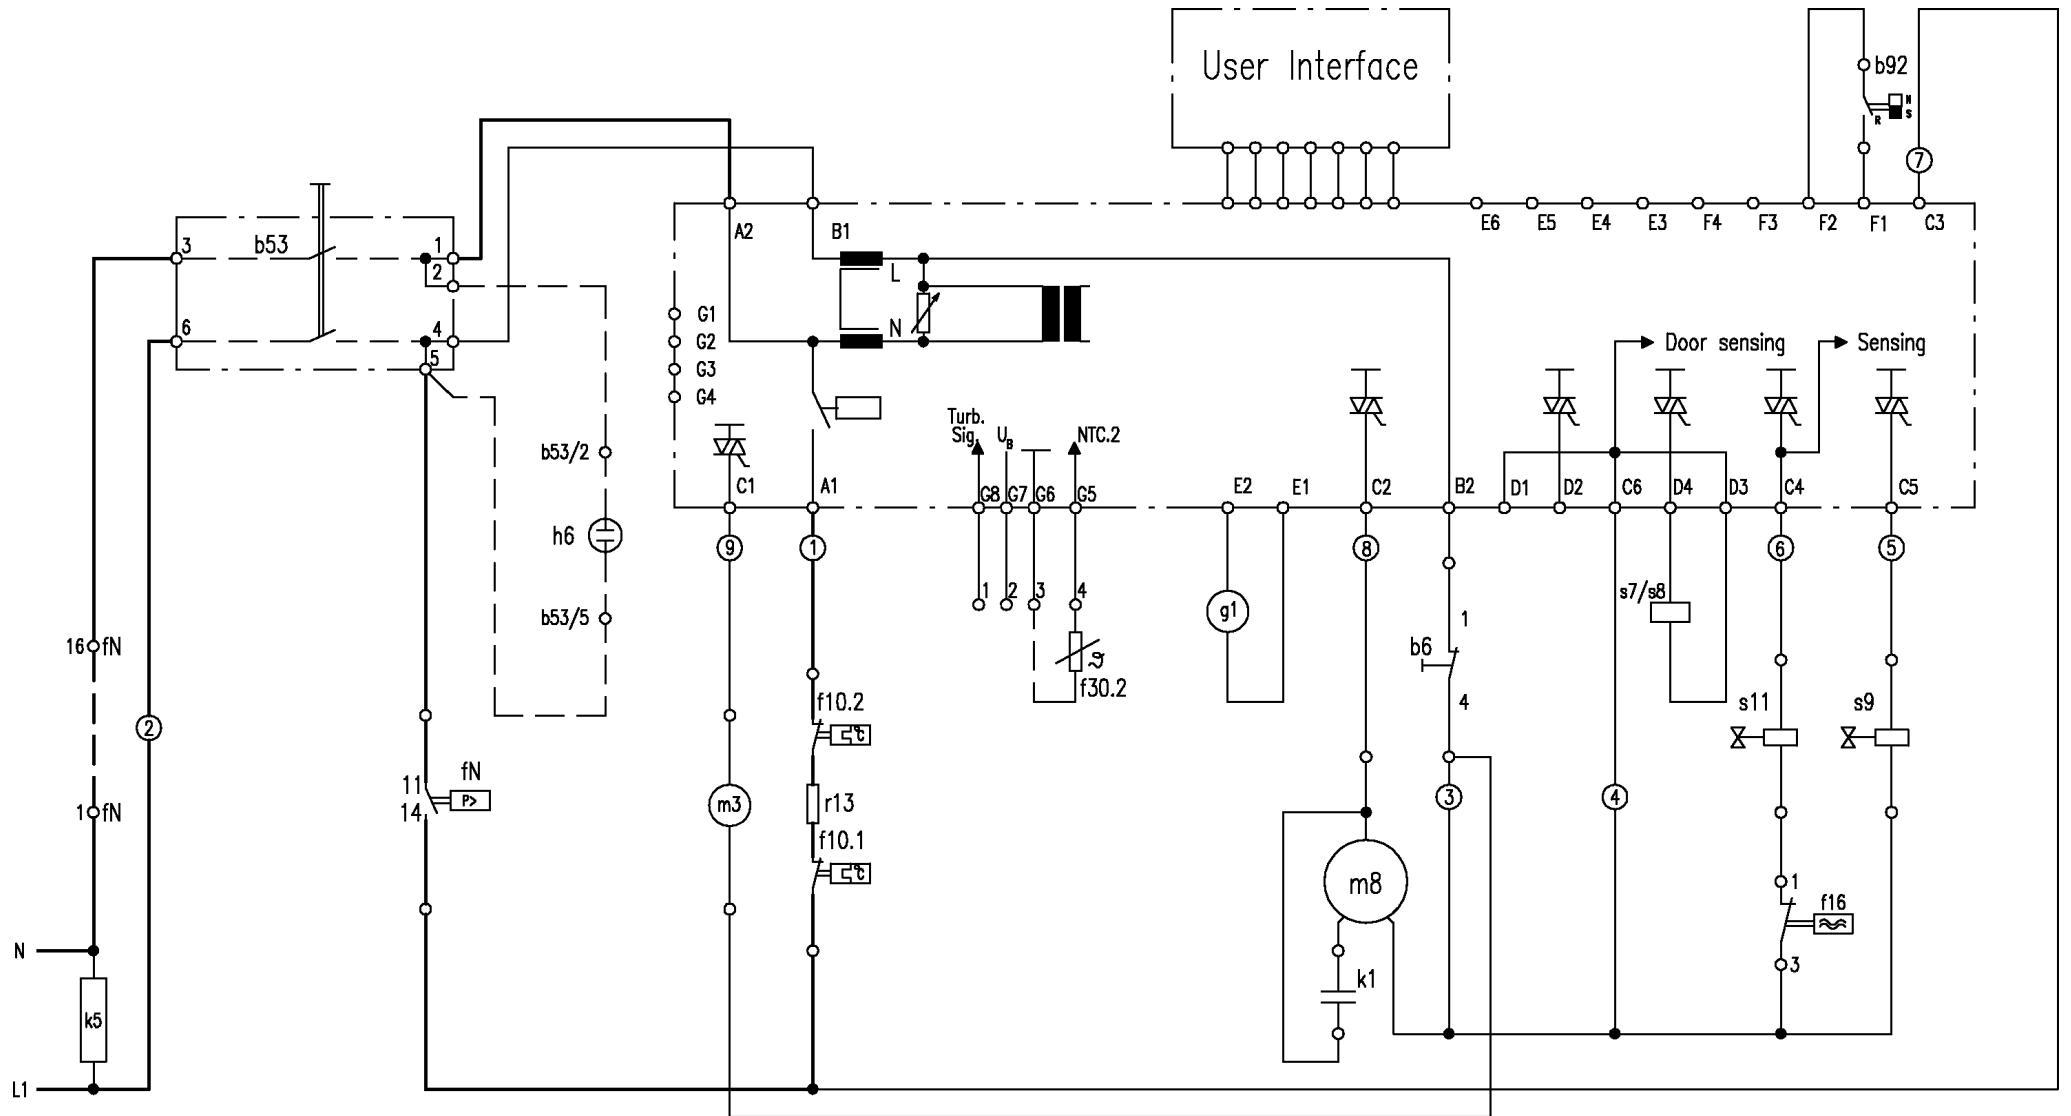 User Interface
b92
N
S
R
7
3
b53
1
2
6
4
5
A2
B1
E6
E5
E4
E3
F4
F3
F2
F1
C3
L
N
G1
G2
G3
G4
Door sensing
Sensing
Turb.
Sig.
UB
NTC.2
C1
A1
G8
G7
G6
G5
E2
E1
C2
B2
D1
D2
C6
D4
D3
C4
C5
b53/2
h6
b53/5
9
1
8
6
5
1
2
3
4
g1
s7/s8
1
b6
4
16
fN
2
f10.2
°C
ϑ
f30.2
s11
s9
11
fN
14
P>
1
fN
m3
r13
3
4
f10.1
°C
m8
1
f16
3
N
k1
k5
L1